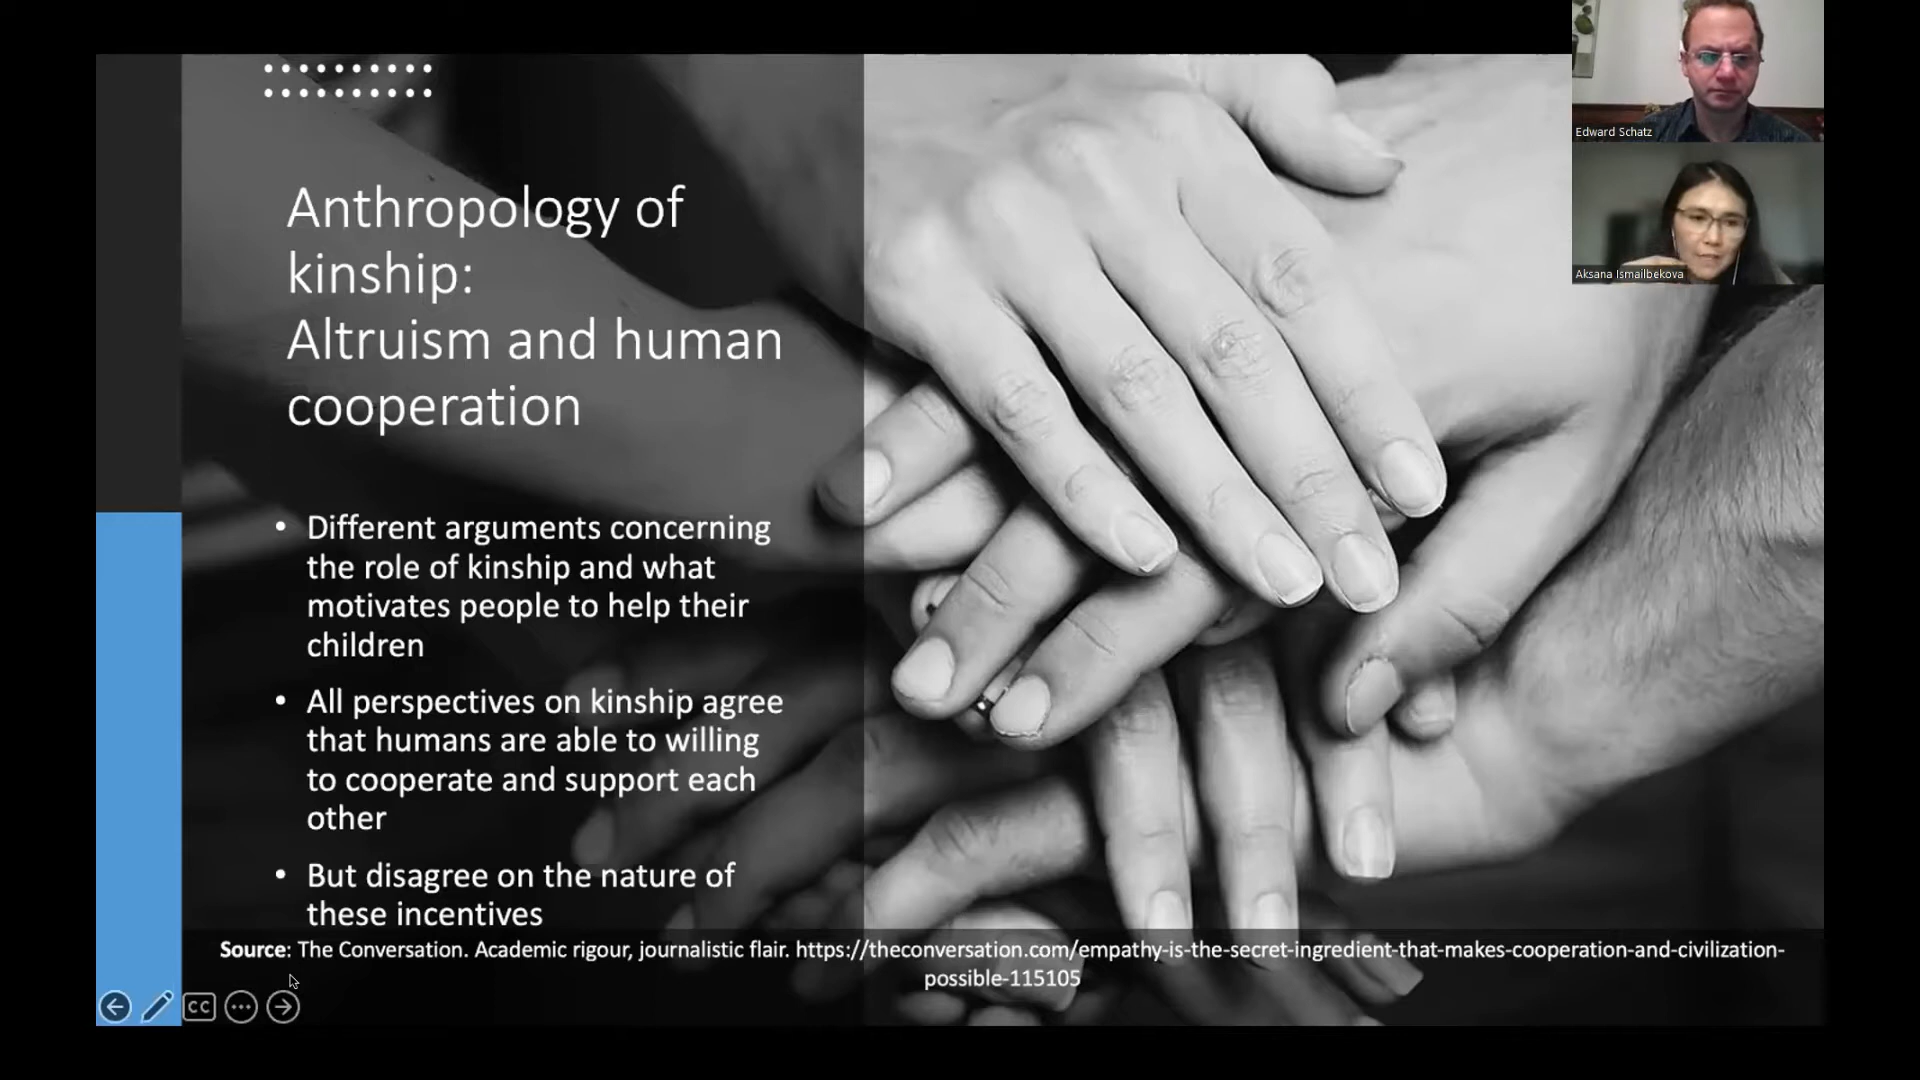 Anthropology of
kinship:
Altruism and human
cooperation
• Different arguments concerning
the role of kinship and what
motivates people to help their
children
• All perspectives on kinship agree
that humans are able to willing
to cooperate and support each
other
• But disagree on the nature of
these incentives
Source: The Conversation. Academic rigour, journalistic flair. https://theconversation.com/empathy-is-the-secret-ingredient-that-makes-cooperation-and-civilization-
possible-115105
CC
Edward Schatz
Aksana Ismailbekova